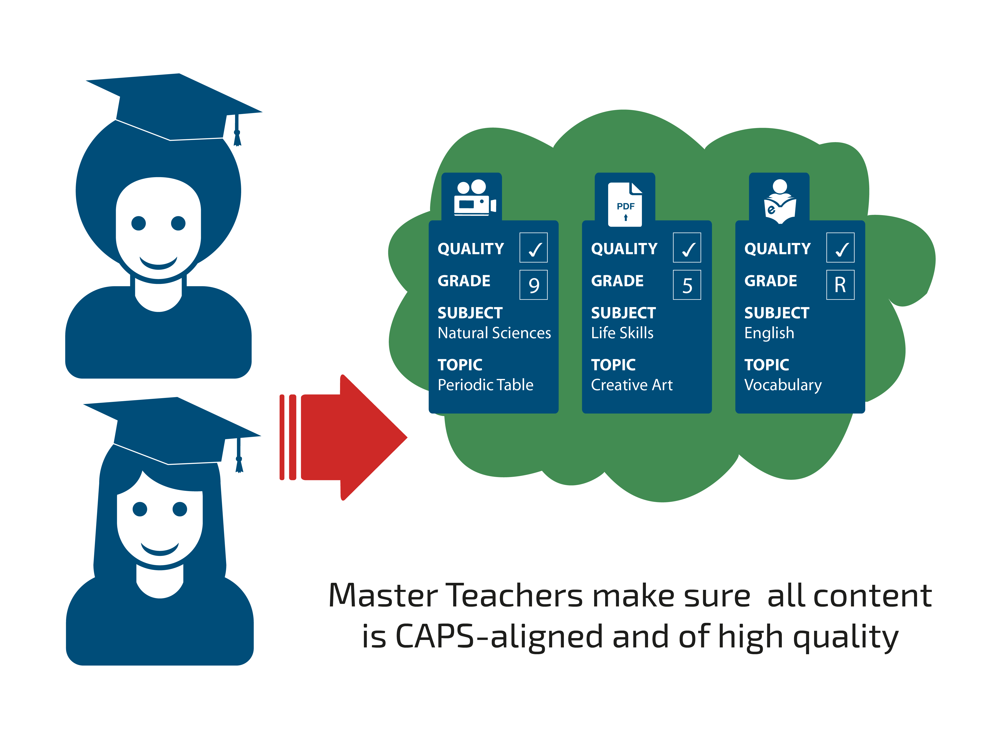 PDF
e
QUALITY ✓
GRADE 9
SUBJECT
Natural Sciences
TOPIC
Periodic Table
QUALITY ✓
GRADE 5
SUBJECT
Life Skills
TOPIC
Creative Art
QUALITY ✓
GRADE R
SUBJECT
English
TOPIC
Vocabulary
Master Teachers make sure  all content
is CAPS-aligned and of high quality